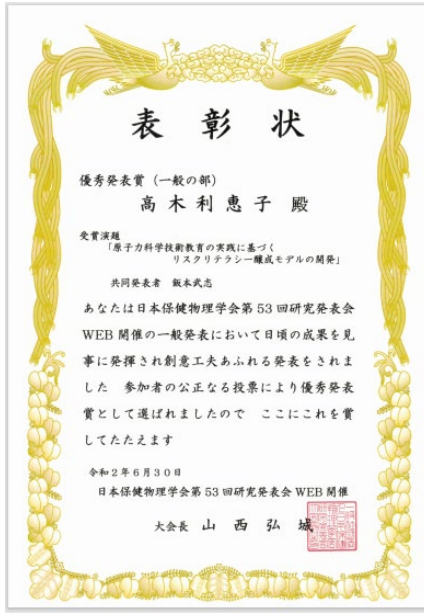 表彰状
優秀発表賞（一般の部）
高木利恵子 殿
受賞演題
「原子力科学技術教育の実践に基づく
リスクリテラシー醸成モデルの開発」
共同発表者 飯本武志
あなたは日本保健物理学会第53回研究発表会
WEB開催の一般発表において日頃の成果を見
事に発揮され創意工夫あふれる発表をされま
した 参加者の公正なる投票により優秀発表
賞として選ばれましたので ここにこれを賞
してたたえます
令和2年6月30日
日本保健物理学会第53回研究発表会WEB開催
大会長 山西弘城